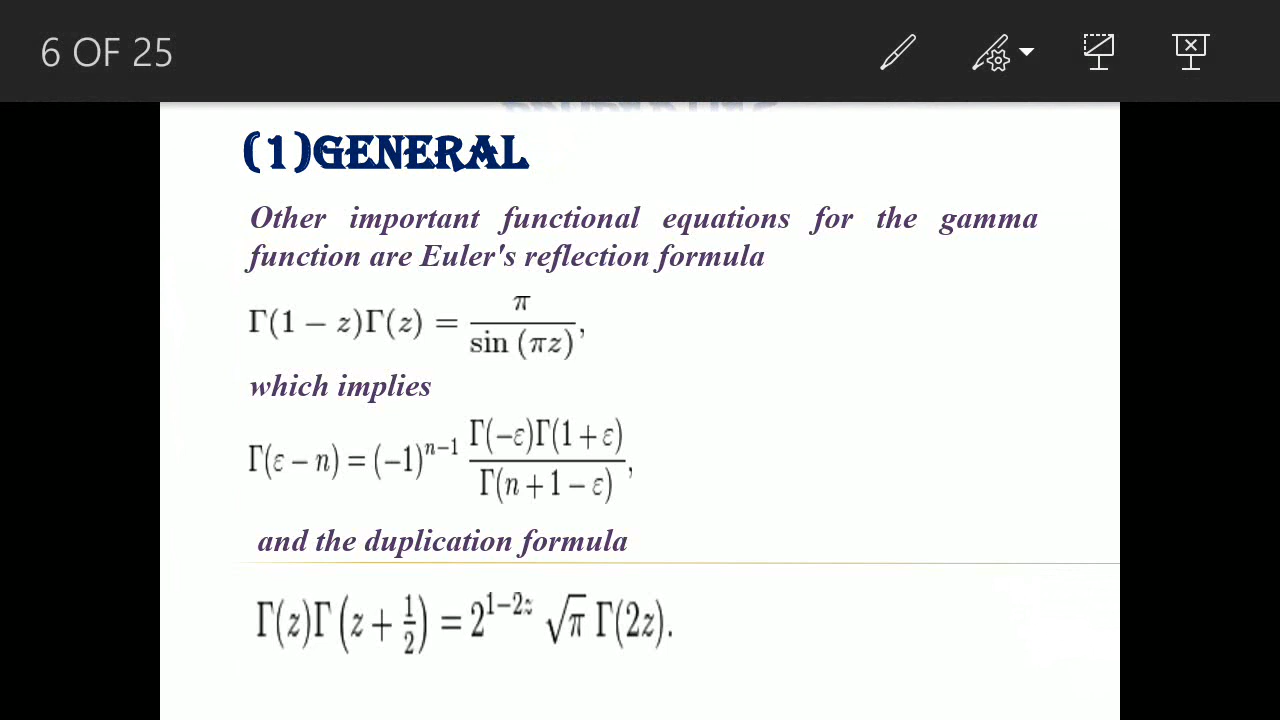 6 OF 25
(1)GENERAL
Other important functional equations for the gamma
function are Euler's reflection formula
Γ(1 − z)Γ(z) = π / sin (πz),
which implies
Γ(ε − n) = (−1)ⁿ⁻¹ Γ(−ε)Γ(1 + ε) / Γ(n + 1 − ε),
and the duplication formula
Γ(z)Γ(z + 1/2) = 2^{1−2z} √π Γ(2z).